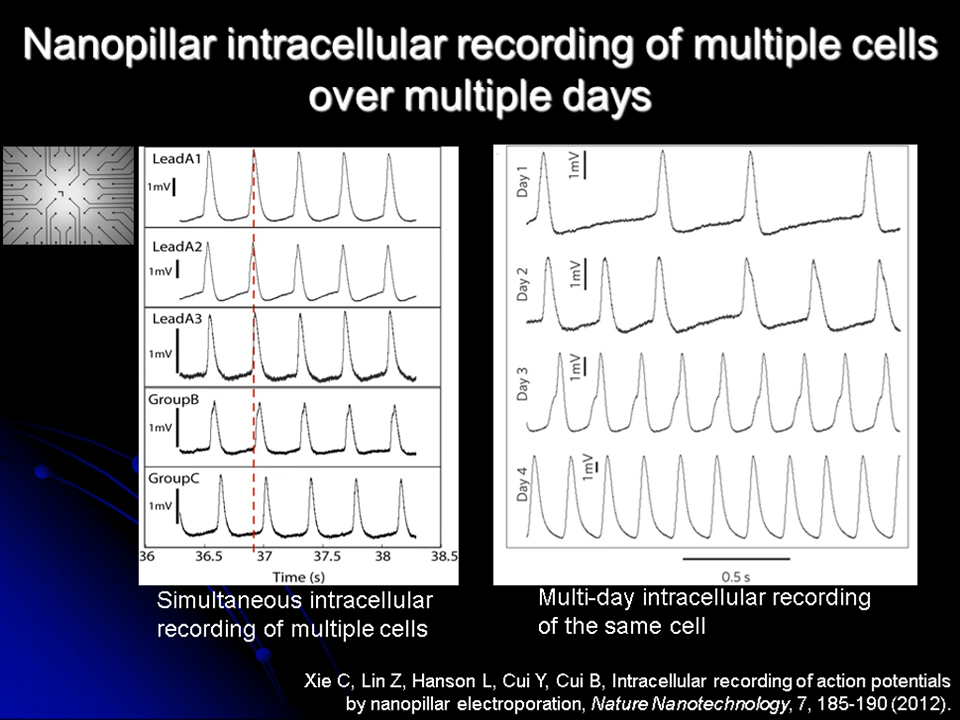 Nanopillar intracellular recording of multiple cells
over multiple days
LeadA1
1mV
LeadA2
1mV
LeadA3
1mV
GroupB
1mV
GroupC
1mV
36 36.5 37 37.5 38 38.5
Time (s)
Day 1
1mV
Day 2
1mV
Day 3
1mV
Day 4
1mV
0.5 s
Simultaneous intracellular
recording of multiple cells
Multi-day intracellular recording
of the same cell
Xie C, Lin Z, Hanson L, Cui Y, Cui B, Intracellular recording of action potentials
by nanopillar electroporation, Nature Nanotechnology, 7, 185-190 (2012).